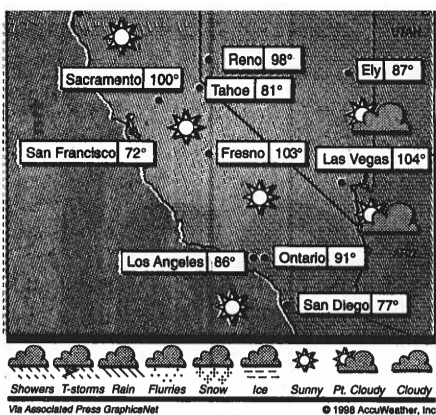 UTAH
Reno 98°
Ely 87°
Sacramento 100°
Tahoe 81°
San Francisco 72°
Fresno 103°
Las Vegas 104°
Los Angeles 86°
Ontario 91°
San Diego 77°
Showers T-storms Rain Flurries Snow Ice Sunny Pt. Cloudy Cloudy
Via Associated Press GraphicsNet
© 1998 AccuWeather, Inc